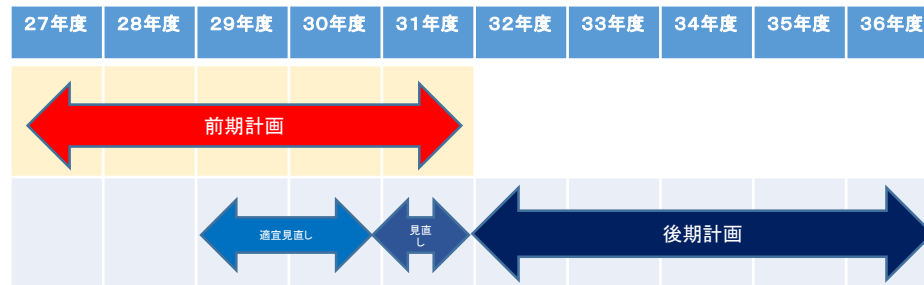 27年度 28年度 29年度 30年度 31年度 32年度 33年度 34年度 35年度 36年度
前期計画
適宜見直し
見直
し
後期計画